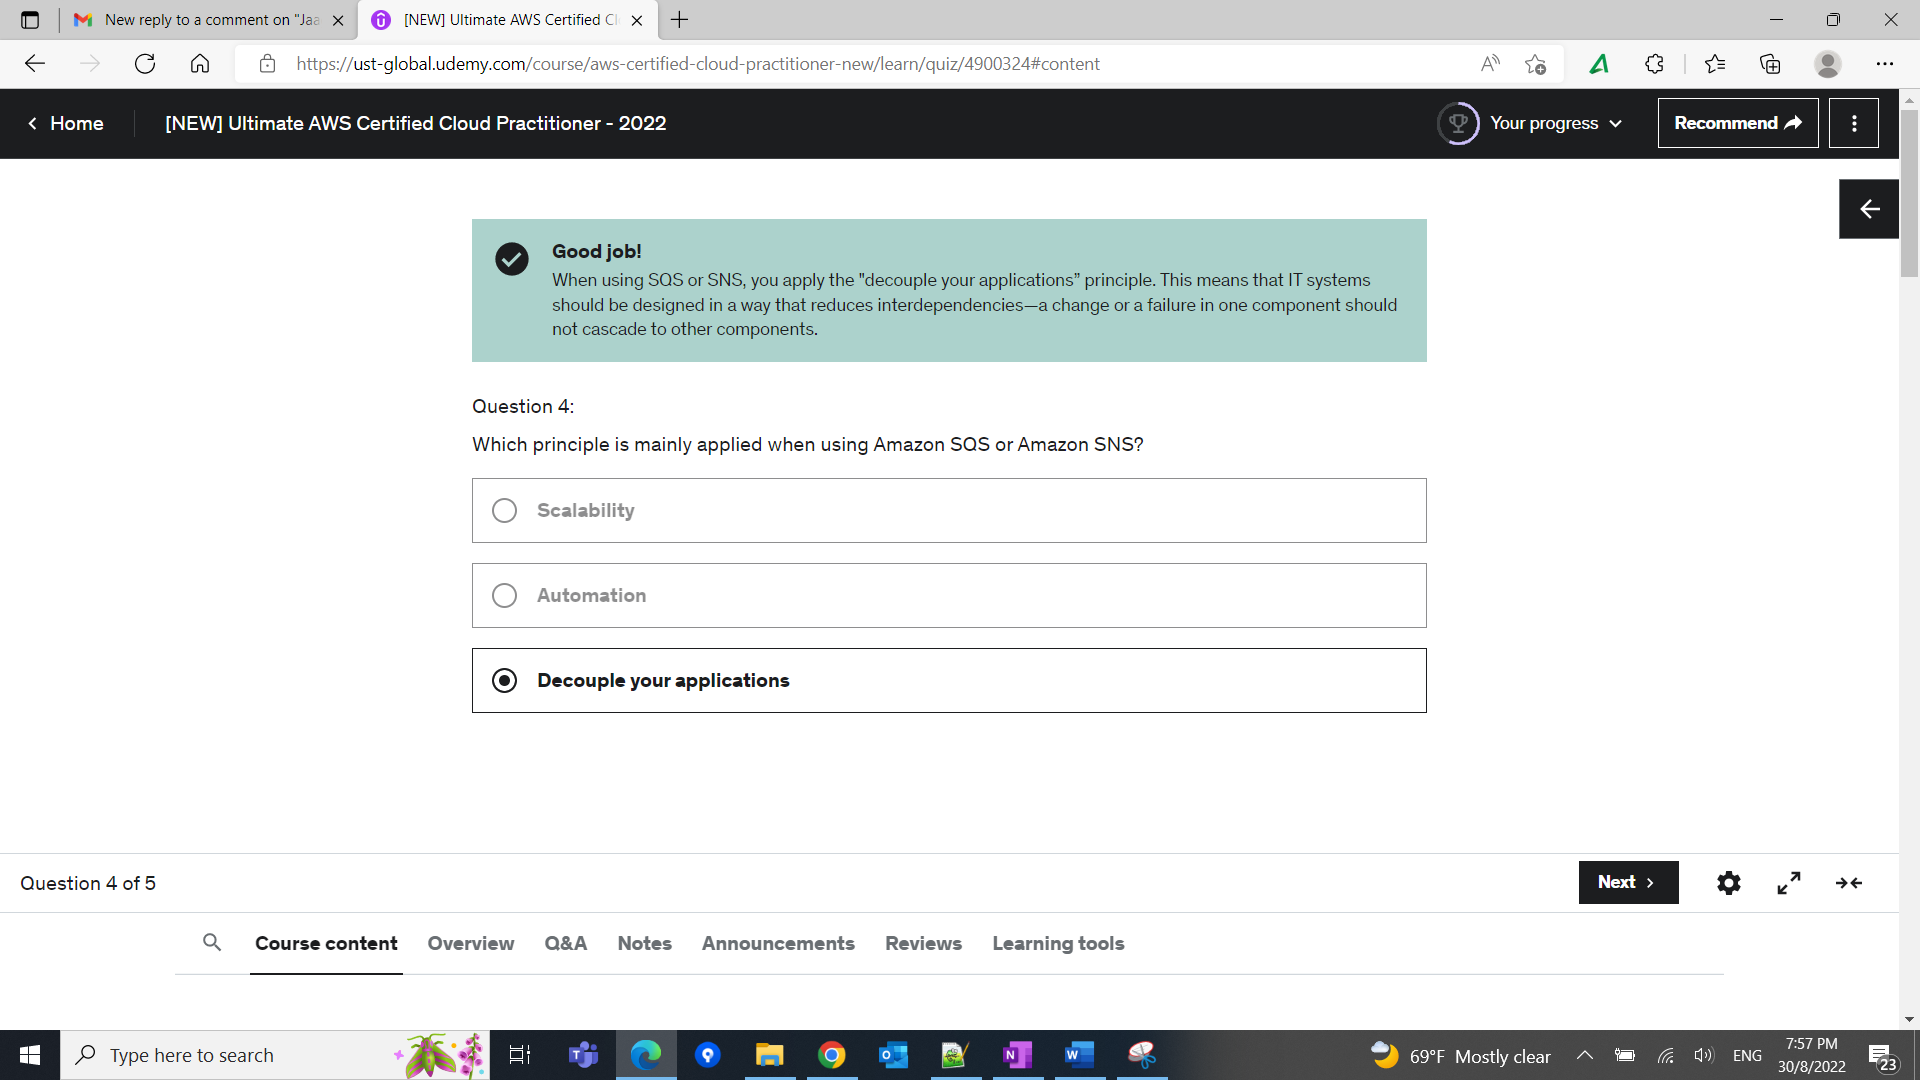 New reply to a comment on "Jaa
[NEW] Ultimate AWS Certified Cl
https://ust-global.udemy.com/course/aws-certified-cloud-practitioner-new/learn/quiz/4900324#content
Home
[NEW] Ultimate AWS Certified Cloud Practitioner - 2022
Your progress
Recommend
Good job!
When using SQS or SNS, you apply the "decouple your applications” principle. This means that IT systems
should be designed in a way that reduces interdependencies—a change or a failure in one component should
not cascade to other components.
Question 4:
Which principle is mainly applied when using Amazon SQS or Amazon SNS?
Scalability
Automation
Decouple your applications
Question 4 of 5
Next
Course content
Overview
Q&A
Notes
Announcements
Reviews
Learning tools
Type here to search
69°F Mostly clear
ENG
7:57 PM
30/8/2022
23